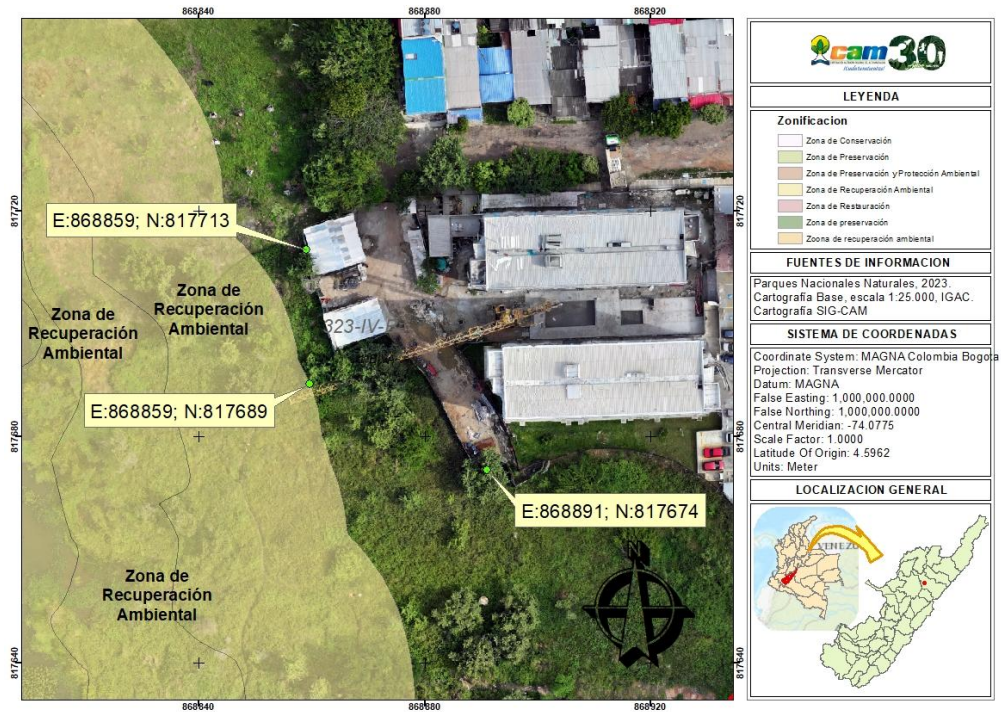 868840
868880
868920
817720
817680
817640
817720
817680
817640
868840
868880
868920
E:868859; N:817713
Zona de
Recuperación
Ambiental
Zona de
Recuperación
Ambiental
323-IV-
E:868859; N:817689
E:868891; N:817674
Zona de
Recuperación
Ambiental
N
cam 30
LEYENDA
Zonificacion
Zona de Conservación
Zona de Preservación
Zona de Preservación y Protección Ambiental
Zona de Recuperación Ambiental
Zona de Restauración
Zona de preservación
Zoona de recuperación ambiental
FUENTES DE INFORMACION
Parques Nacionales Naturales, 2023.
Cartografía Base, escala 1:25.000, IGAC.
Cartografía SIG-CAM
SISTEMA DE COORDENADAS
Coordinate System: MAGNA Colombia Bogota
Projection: Transverse Mercator
Datum: MAGNA
False Easting: 1,000,000.0000
False Northing: 1,000,000.0000
Central Meridian: -74.0775
Scale Factor: 1.0000
Latitude Of Origin: 4.5962
Units: Meter
LOCALIZACION GENERAL
VENEZU